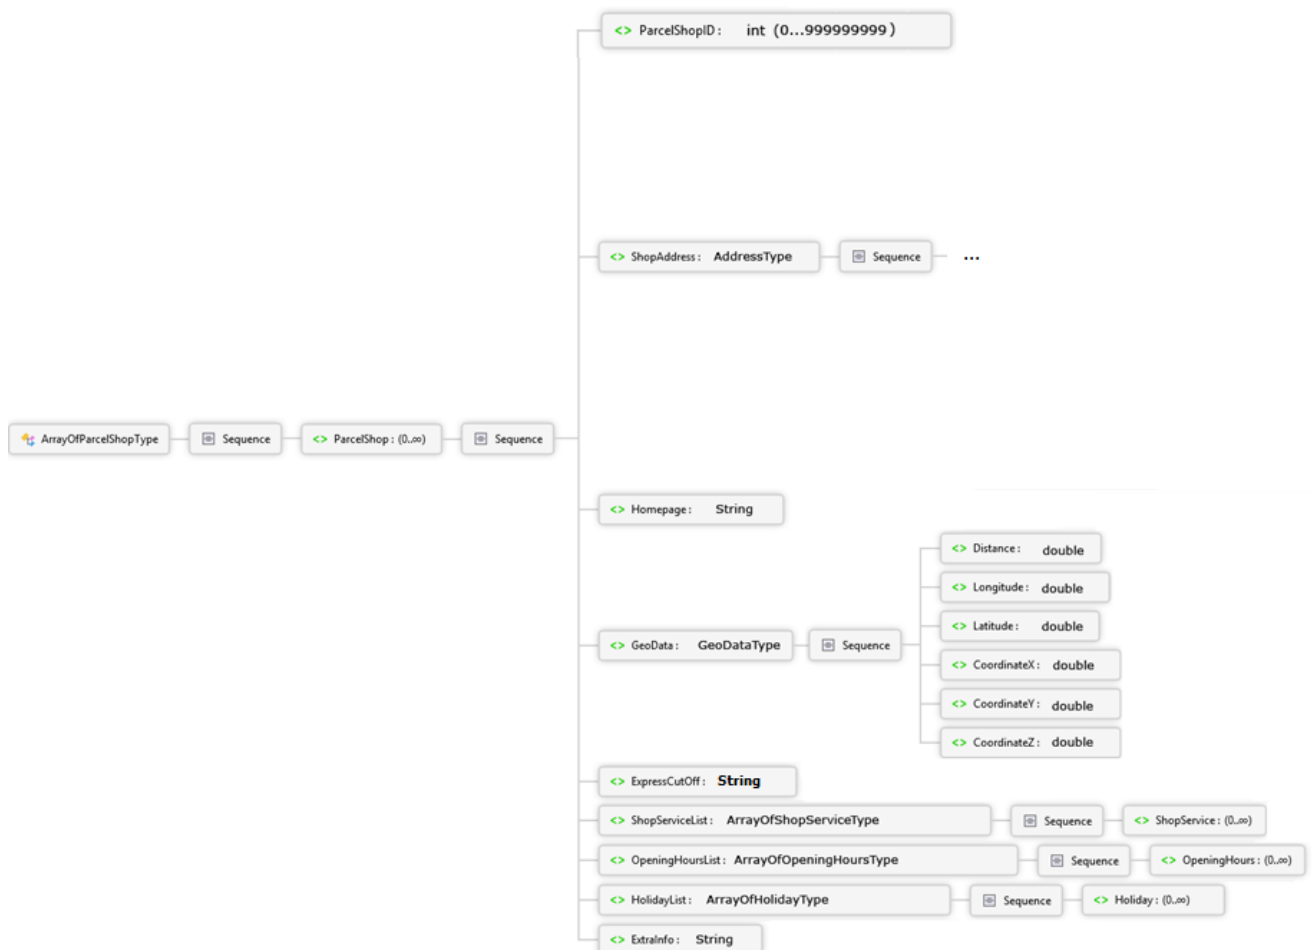 <> ParcelShopID : int (0...999999999 )
<> ShopAddress : AddressType Sequence ...
ArrayOfParcelShopType Sequence <> ParcelShop : (0..∞) Sequence
<> Homepage : String
<> Distance : double
<> Longitude : double
<> Latitude : double
<> GeoData : GeoDataType Sequence
<> CoordinateX : double
<> CoordinateY : double
<> CoordinateZ : double
<> ExpressCutOff : String
<> ShopServiceList : ArrayOfShopServiceType Sequence <> ShopService : (0..∞)
<> OpeningHoursList : ArrayOfOpeningHoursType Sequence <> OpeningHours : (0..∞)
<> HolidayList : ArrayOfHolidayType Sequence <> Holiday : (0..∞)
<> ExtraInfo : String